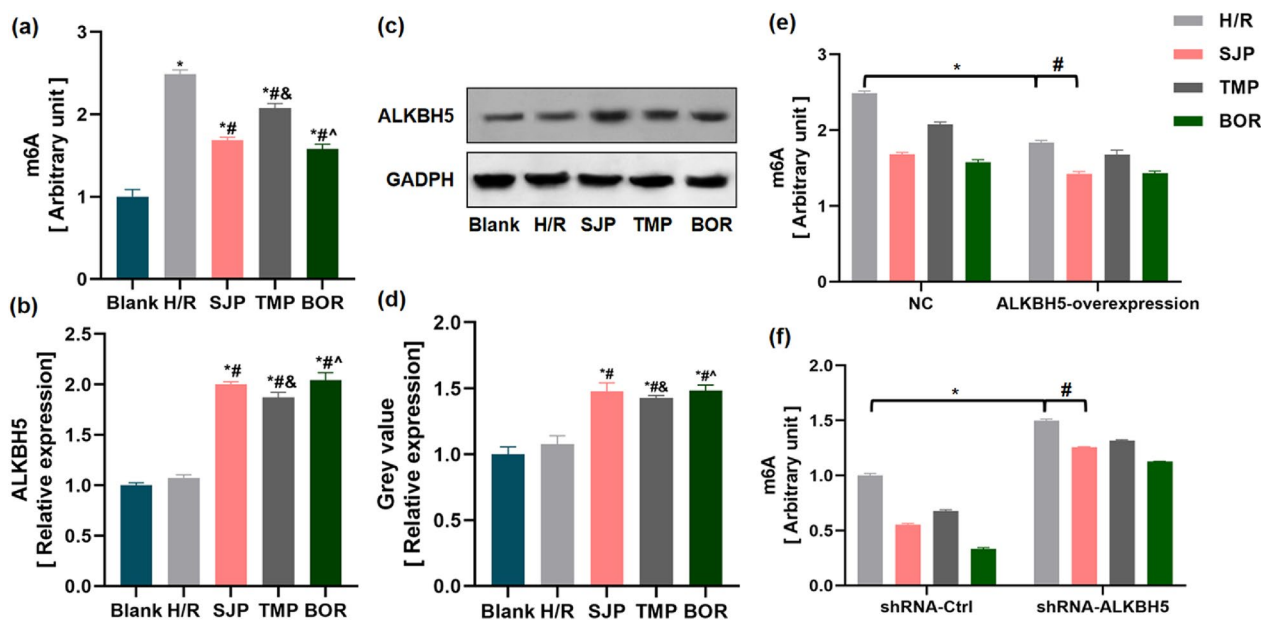 (a)
m6A
[ Arbitrary unit ]
3
2
1
0
*
*#
*#&
*#^
Blank H/R SJP TMP BOR
(b)
ALKBH5
[ Relative expression]
2.5
2.0
1.5
1.0
0.5
0.0
*#
*#&
*#^
Blank H/R SJP TMP BOR
(c)
ALKBH5
GADPH
Blank H/R SJP TMP BOR
(d)
Grey value
[ Relative expression]
2.0
1.5
1.0
0.5
0.0
*#
*#&
*#^
Blank H/R SJP TMP BOR
(e)
m6A
[ Arbitrary unit ]
3
2
1
0
*
#
NC ALKBH5-overexpression
H/R
SJP
TMP
BOR
(f)
m6A
[ Arbitrary unit ]
1.0
1.5
1.0
0.5
0.0
*
#
shRNA-Ctrl shRNA-ALKBH5